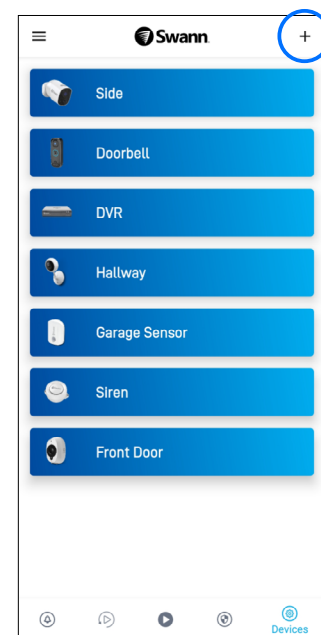 Swann
Side
Doorbell
DVR
Hallway
Garage Sensor
Siren
Front Door
Devices